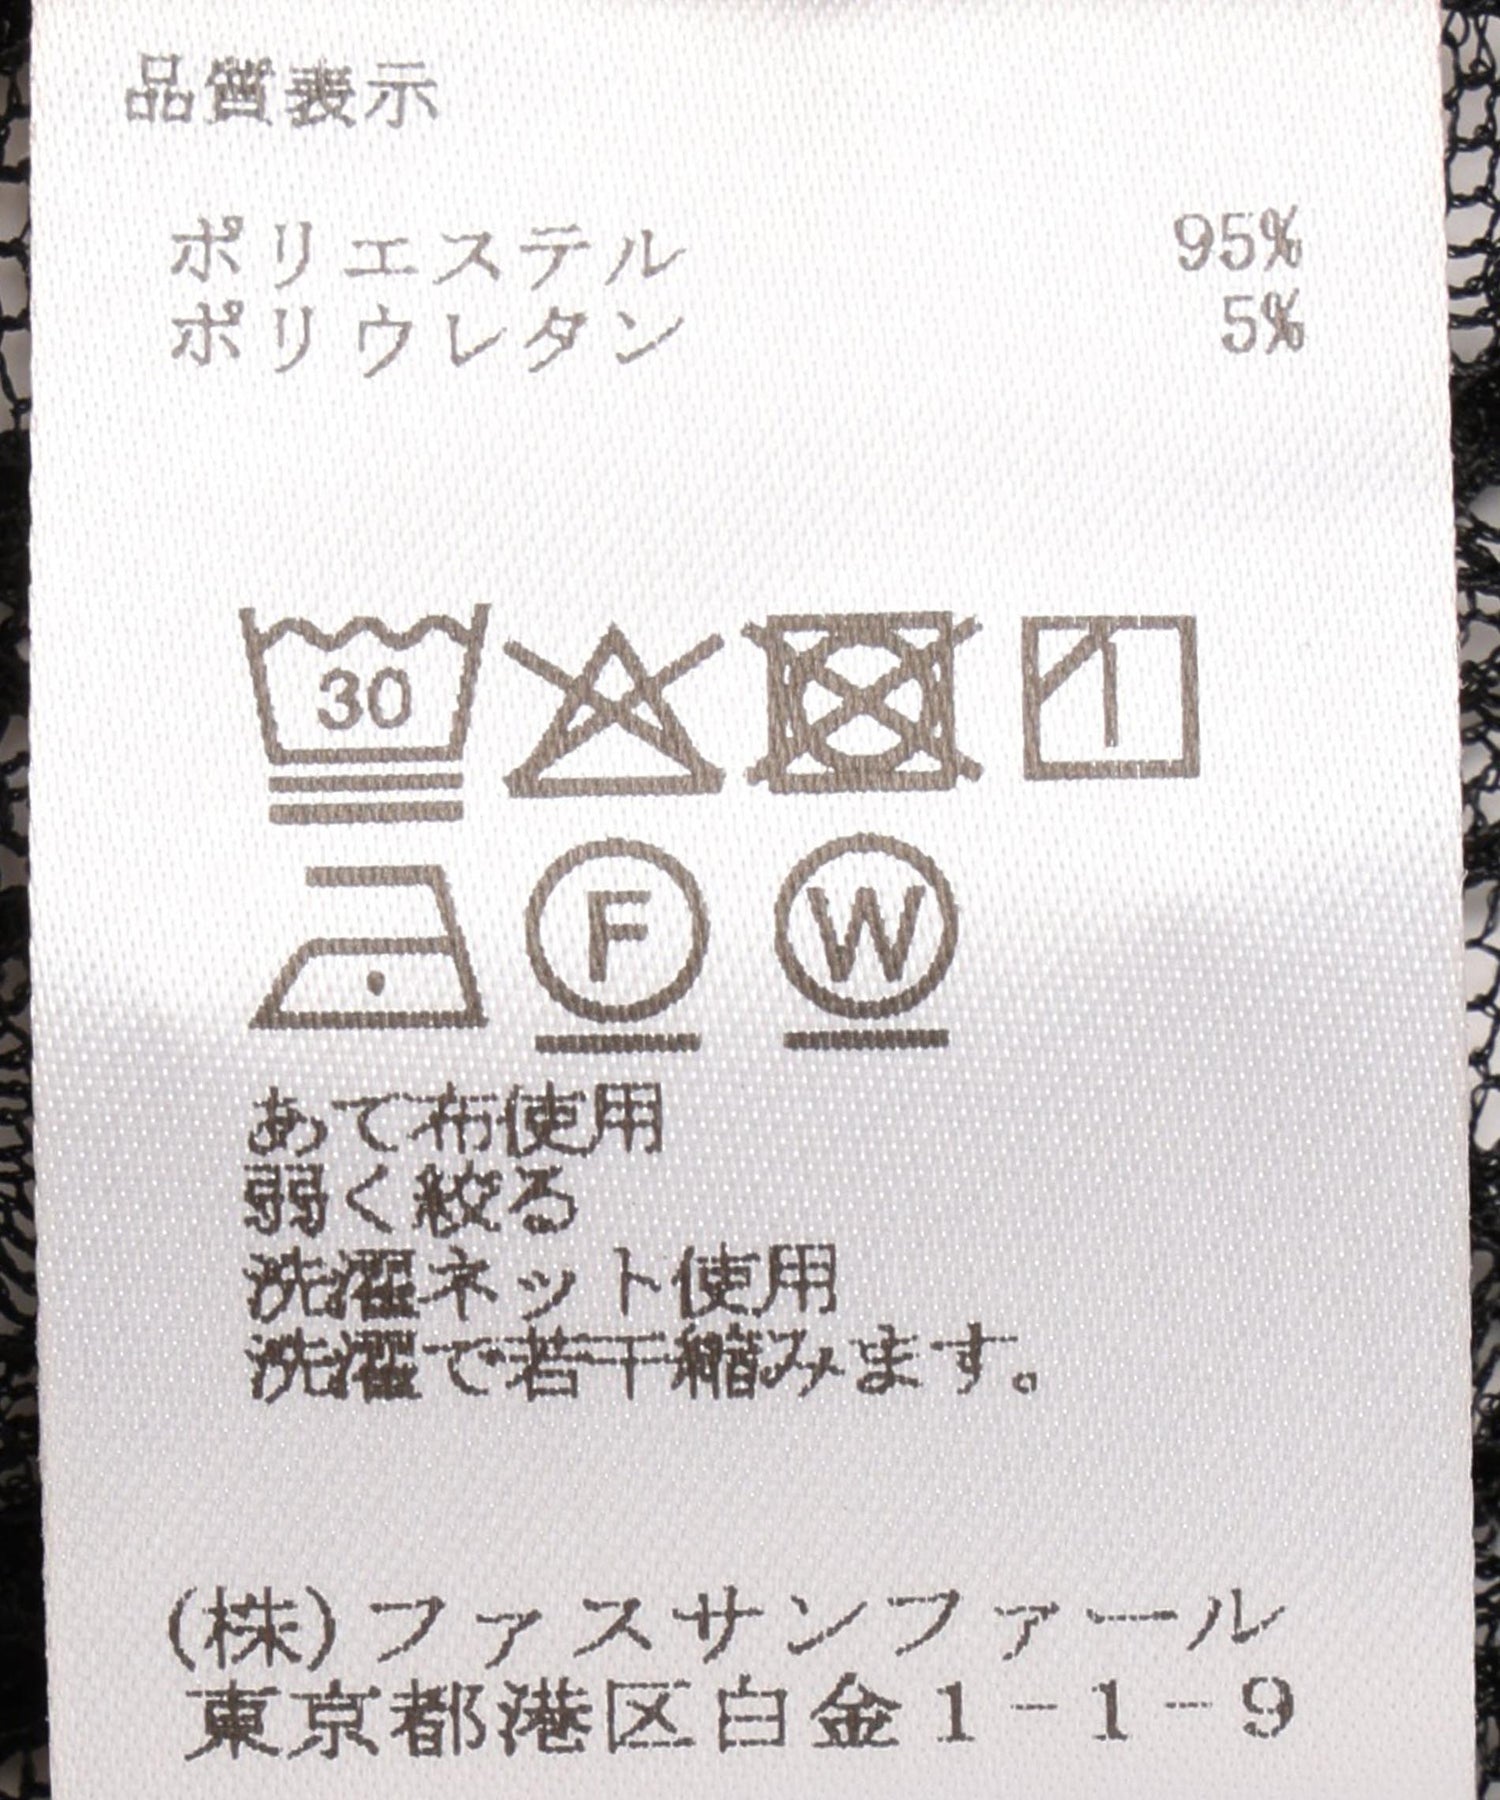 品質表示
ポリエステル 95%
ポリウレタン 5%
30
F W
あて布使用
弱く絞る
洗濯ネット使用
洗濯で若干縮みます。
(株)ファスサンファール
東京都港区白金1-1-9